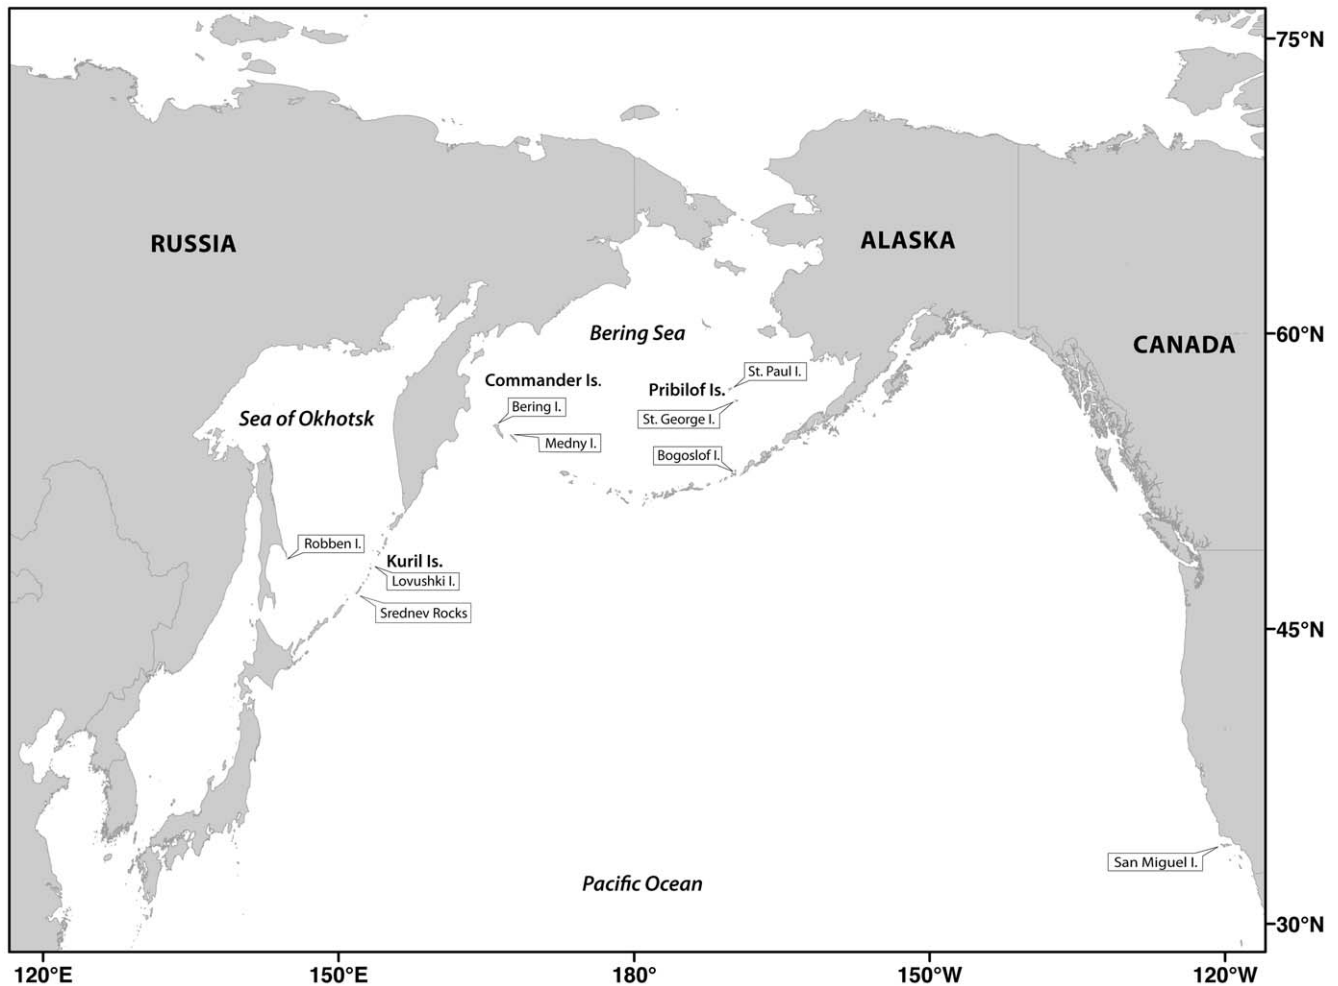 75°N
RUSSIA
ALASKA
Bering Sea
60°N
CANADA
Commander Is.
St. Paul I.
Pribilof Is.
Bering I.
Sea of Okhotsk
St. George I.
Medny I.
Bogoslof I.
Robben I.
Kuril Is.
Lovushki I.
Srednev Rocks
45°N
San Miguel I.
Pacific Ocean
30°N
120°E
150°E
180°
150°W
120°W